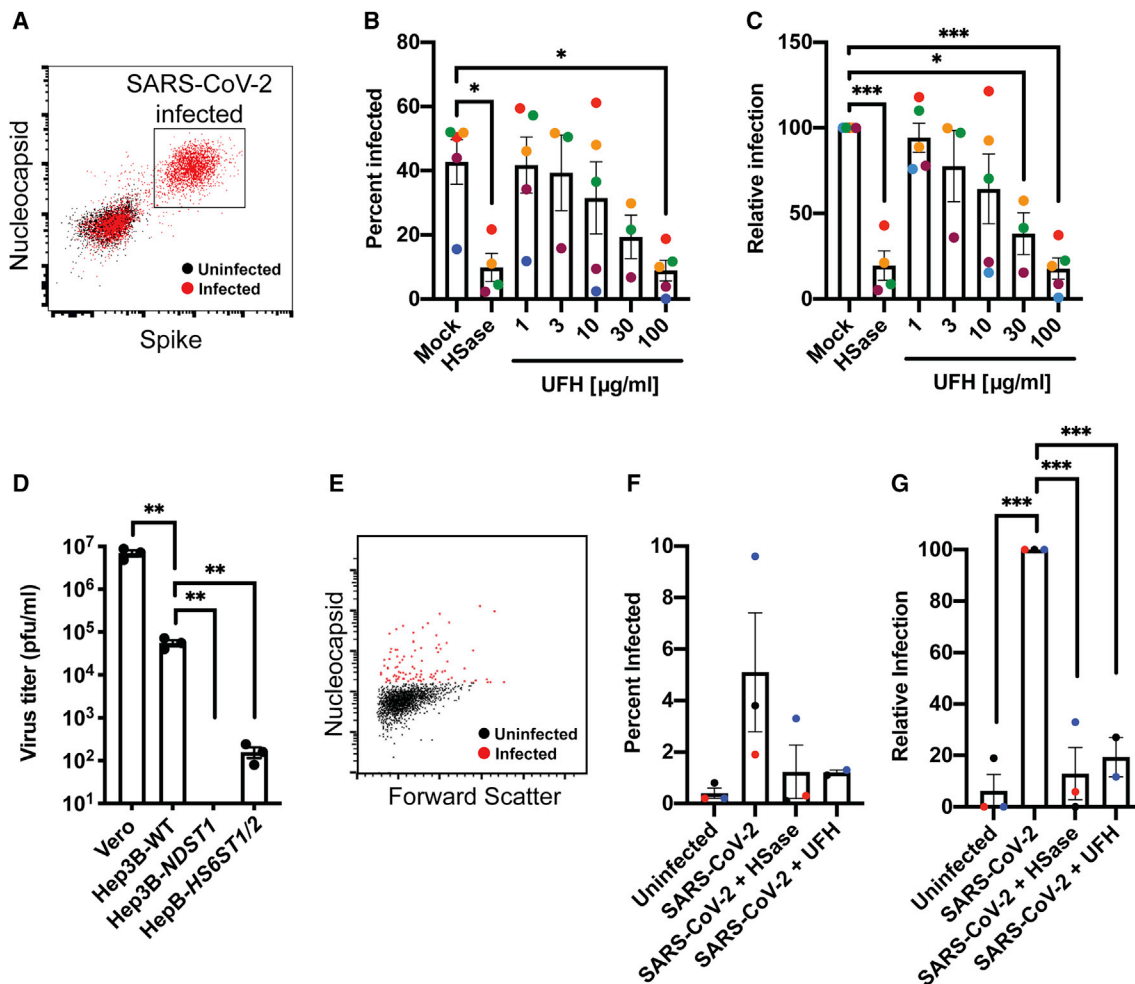 A
SARS-CoV-2
infected
Nucleocapsid
Uninfected
Infected
Spike
B
80
60
40
20
0
Percent infected
*
*
Mock
HSase
1
3
10
30
100
UFH [µg/ml]
C
150
100
50
0
Relative infection
***
*
***
Mock
HSase
1
3
10
30
100
UFH [µg/ml]
D
10⁷
10⁶
10⁵
10⁴
10³
10²
10¹
Virus titer (pfu/ml)
**
**
**
Vero
Hep3B-WT
Hep3B-NDST1
HepB-HS6ST1/2
E
Nucleocapsid
Uninfected
Infected
Forward Scatter
F
10
8
6
4
2
0
Percent Infected
Uninfected
SARS-CoV-2
SARS-CoV-2 + HSase
SARS-CoV-2 + UFH
G
100
80
60
40
20
0
Relative Infection
***
***
***
Uninfected
SARS-CoV-2
SARS-CoV-2 + HSase
SARS-CoV-2 + UFH